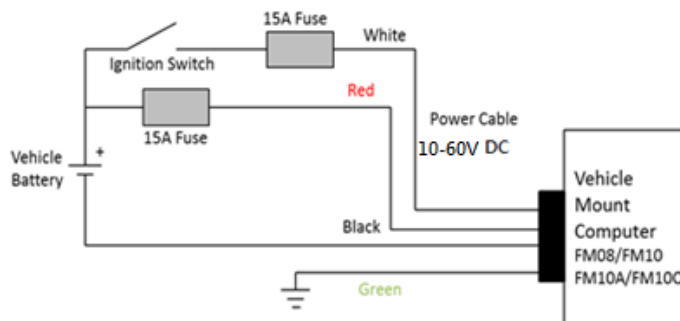 15A Fuse
White
Ignition Switch
Red
15A Fuse
Power Cable
10-60V DC
Vehicle
Battery
+
Black
Green
Vehicle
Mount
Computer
FM08/FM10
FM10A/FM10C